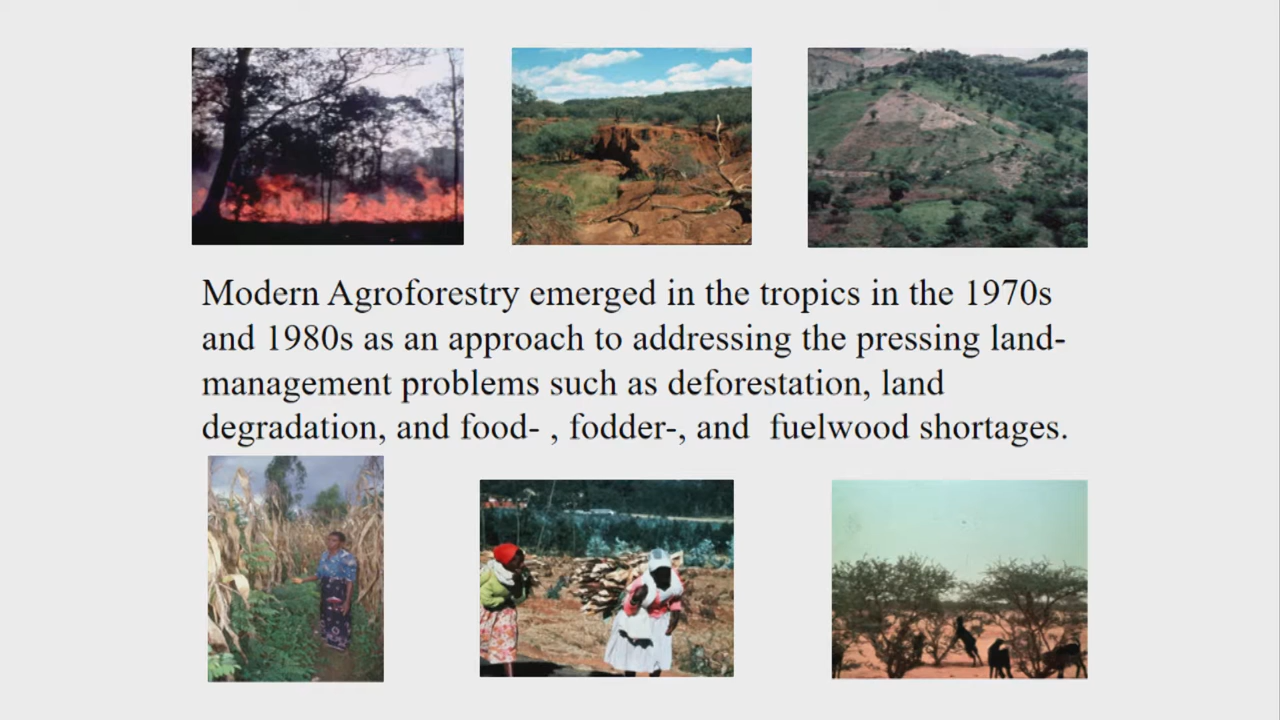 Modern Agroforestry emerged in the tropics in the 1970s
and 1980s as an approach to addressing the pressing land-
management problems such as deforestation, land
degradation, and food- , fodder-, and  fuelwood shortages.